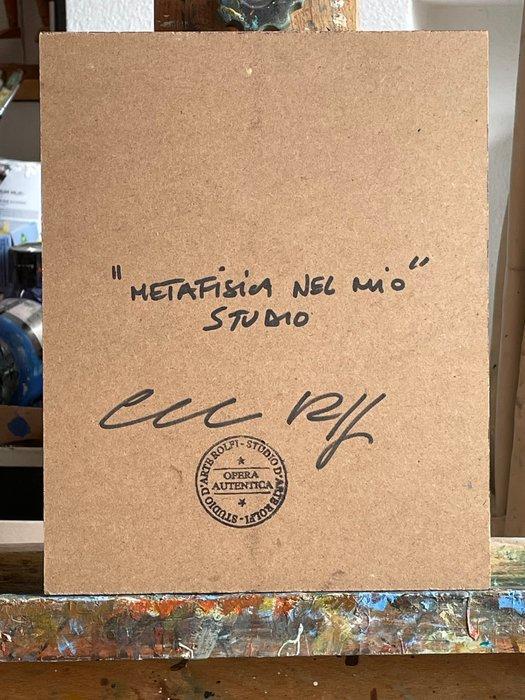 "METAFISICA NEL MIO"
STUDIO
STUDIO D'ARTE ROLFI - STUDIO D'ARTE ROLFI -
OPERA
AUTENTICA